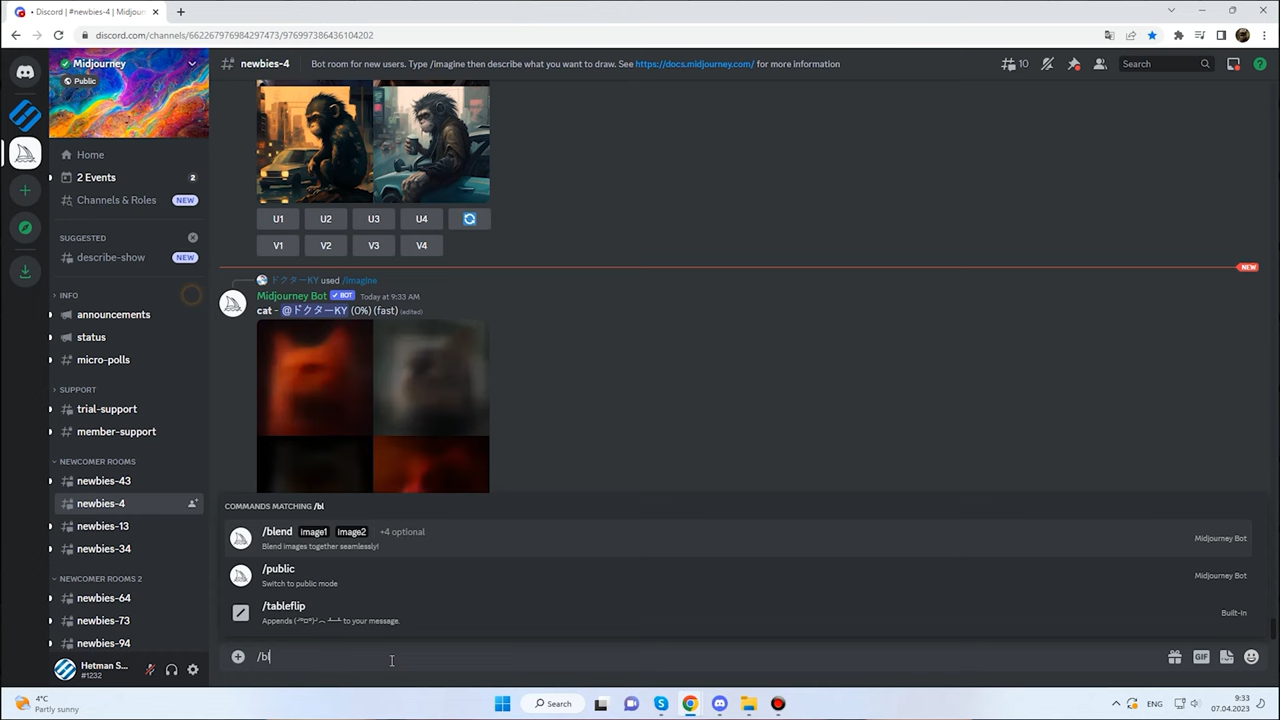 Discord | #newbies-4 | Midjourn
discord.com/channels/662267976984297473/976997386436104202
Midjourney
Public
Home
2 Events
2
Channels & Roles
NEW
SUGGESTED
describe-show
NEW
INFO
announcements
status
micro-polls
SUPPORT
trial-support
member-support
NEWCOMER ROOMS
newbies-43
newbies-4
newbies-13
newbies-34
NEWCOMER ROOMS 2
newbies-64
newbies-73
newbies-94
Hetman S...
#1232
newbies-4
Bot room for new users. Type /imagine then describe what you want to draw. See https://docs.midjourney.com/ for more information
10
Search
U1
U2
U3
U4
V1
V2
V3
V4
NEW
ドクターKY used /imagine
Midjourney Bot BOT Today at 9:33 AM
cat - @ドクターKY (0%) (fast) (edited)
COMMANDS MATCHING /bl
/blend image1 image2 +4 optional
Blend images together seamlessly!
Midjourney Bot
/public
Switch to public mode
Midjourney Bot
/tableflip
Appends (╯°□°)╯︵ ┻━┻ to your message.
Built-In
/bl
GIF
4°C
Partly sunny
Search
ENG
9:33
07.04.2023